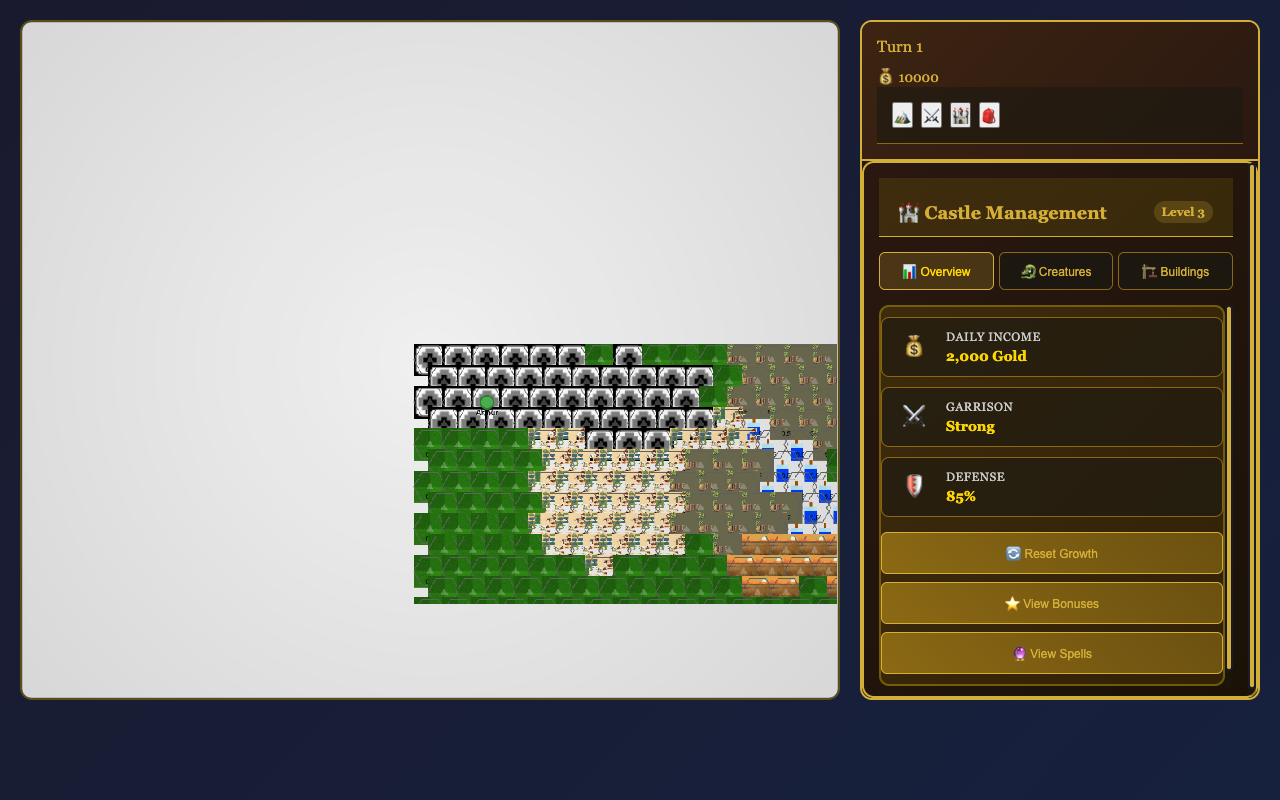 Turn 1
10000
Castle Management
Level 3
Overview
Creatures
Buildings
DAILY INCOME
2,000 Gold
GARRISON
Strong
DEFENSE
85%
Reset Growth
View Bonuses
View Spells